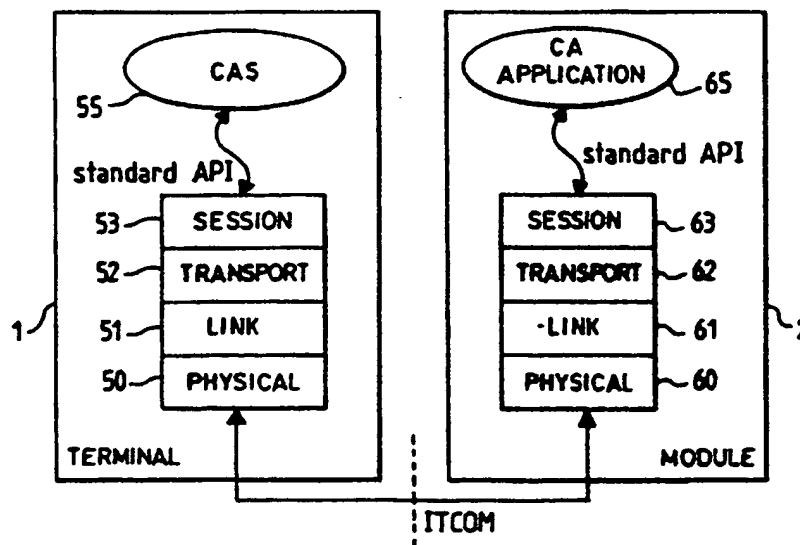 CAS
55
standard API
53
SESSION
52
TRANSPORT
51
LINK
50
PHYSICAL
1
TERMINAL
CA
APPLICATION
65
standard API
SESSION
63
TRANSPORT
62
-LINK
61
PHYSICAL
60
MODULE
ITCOM